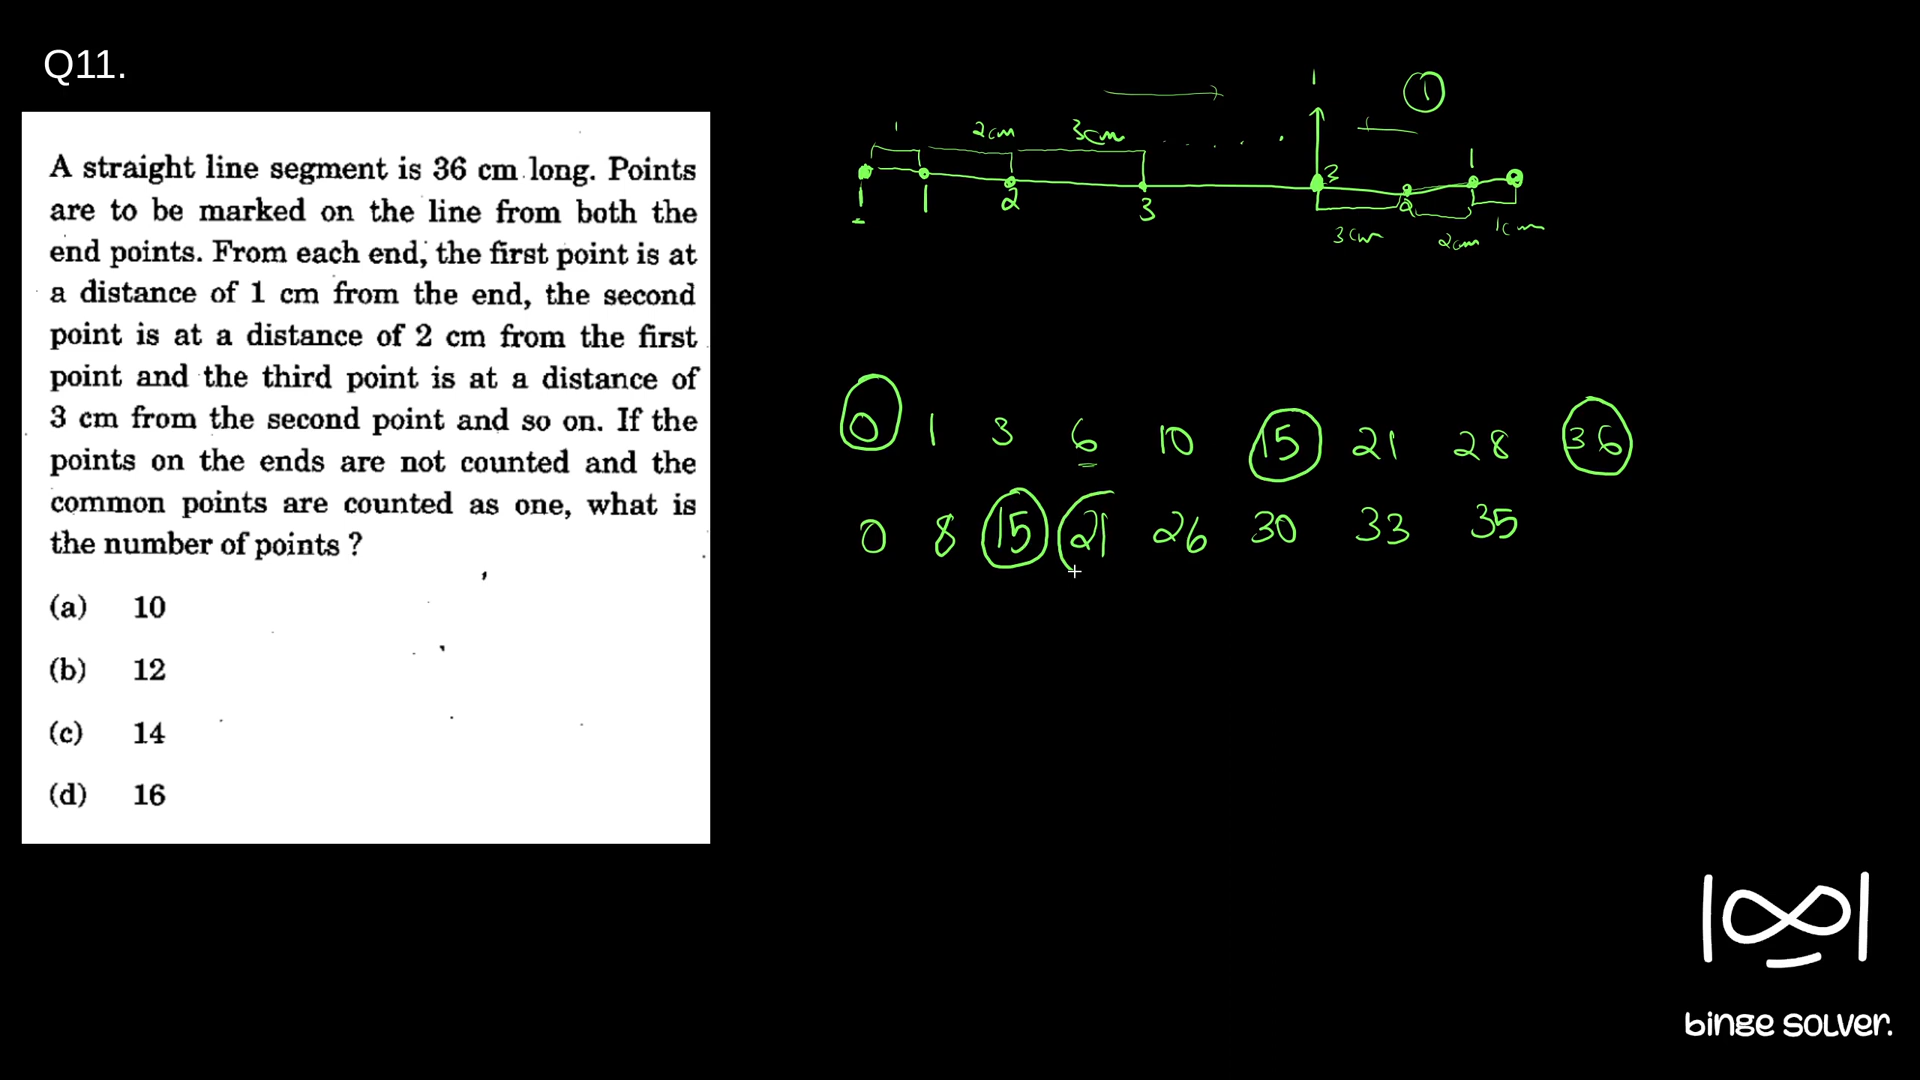 Q11.
A straight line segment is 36 cm long. Points
are to be marked on the line from both the
end points. From each end, the first point is at
a distance of 1 cm from the end, the second
point is at a distance of 2 cm from the first
point and the third point is at a distance of
3 cm from the second point and so on. If the
points on the ends are not counted and the
common points are counted as one, what is
the number of points ?
(a) 10
(b) 12
(c) 14
(d) 16
1
1 2cm 3cm 1
3
1 2 3 2
3cm 2cm 1cm
0 1 3 6 10 15 21 28 36
0 8 15 21 26 30 33 35
binge solver.